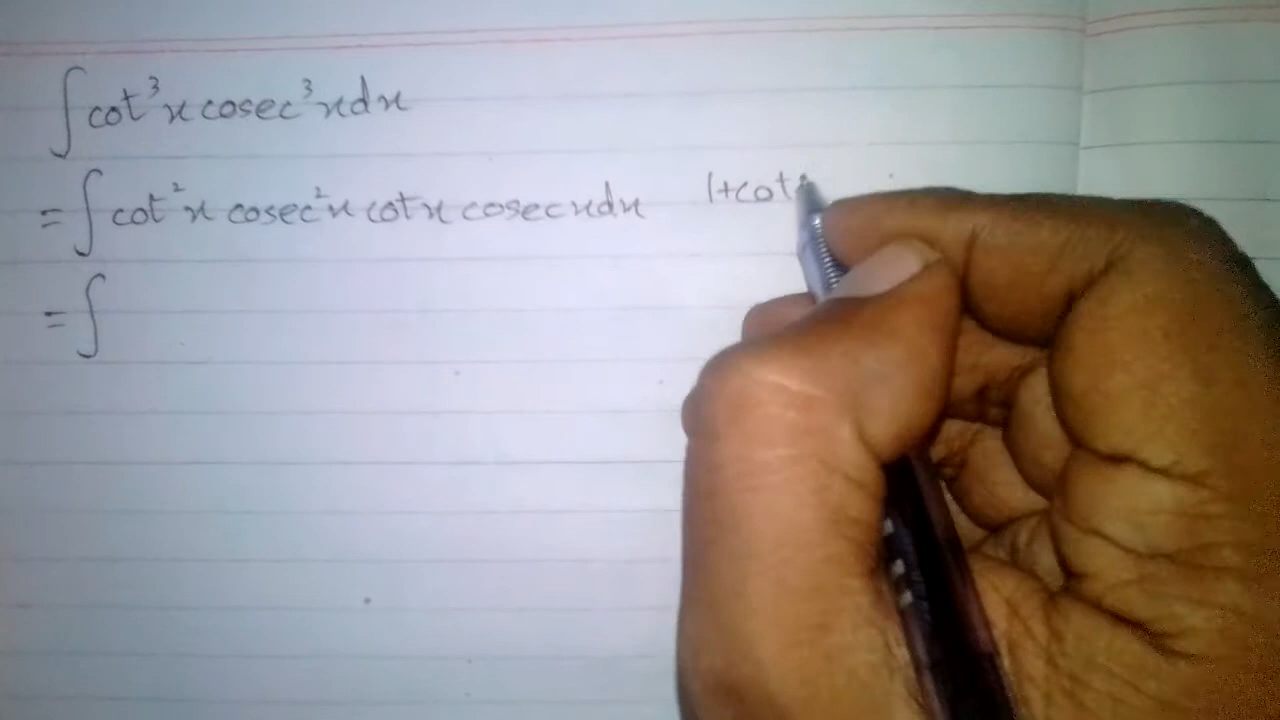 ∫cot³x cosec³x dx
= ∫cot²x cosec²x cotx cosecx dx 1+cot
= ∫